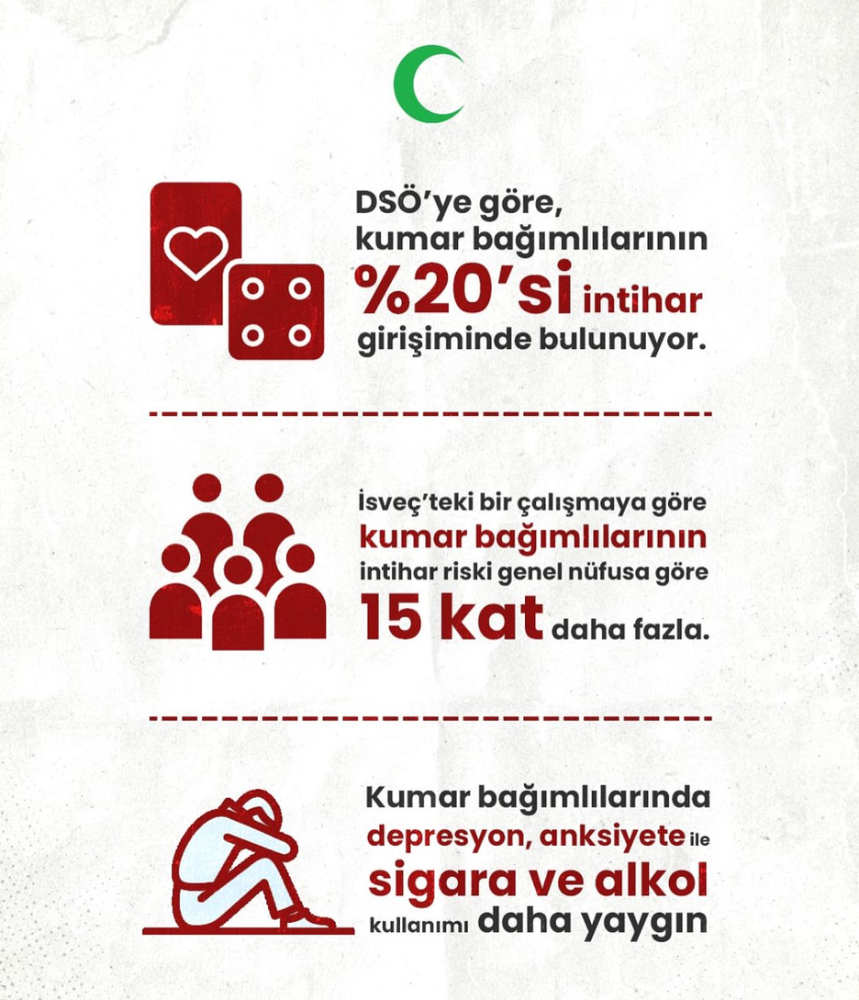 DSÖ’ye göre,
kumar bağımlılarının
%20’si intihar
girişiminde bulunuyor.
İsveç’teki bir çalışmaya göre
kumar bağımlılarının
intihar riski genel nüfusa göre
15 kat daha fazla.
Kumar bağımlılarında
depresyon, anksiyete ile
sigara ve alkol
kullanımı daha yaygın